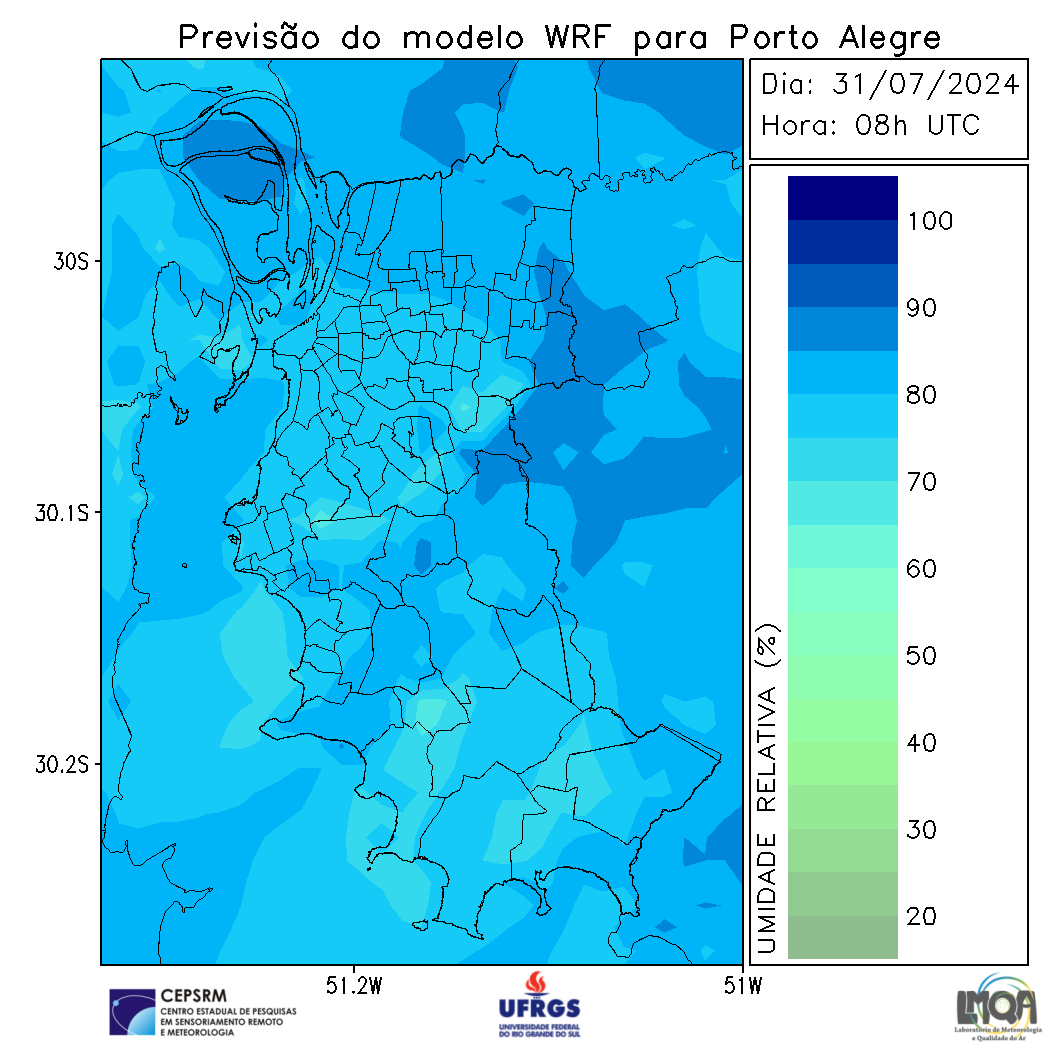 Previsão do modelo WRF para Porto Alegre
Dia: 31/07/2024
Hora: 08h UTC
100
90
80
70
60
50
40
30
20
UMIDADE RELATIVA (%)
30S
30.1S
30.2S
51.2W
51W
CEPSRM
CENTRO ESTADUAL DE PESQUISAS
EM SENSORIAMENTO REMOTO
E METEOROLOGIA
UFRGS
UNIVERSIDADE FEDERAL
DO RIO GRANDE DO SUL
LMQA
Laboratório de Meteorologia
e Qualidade do Ar